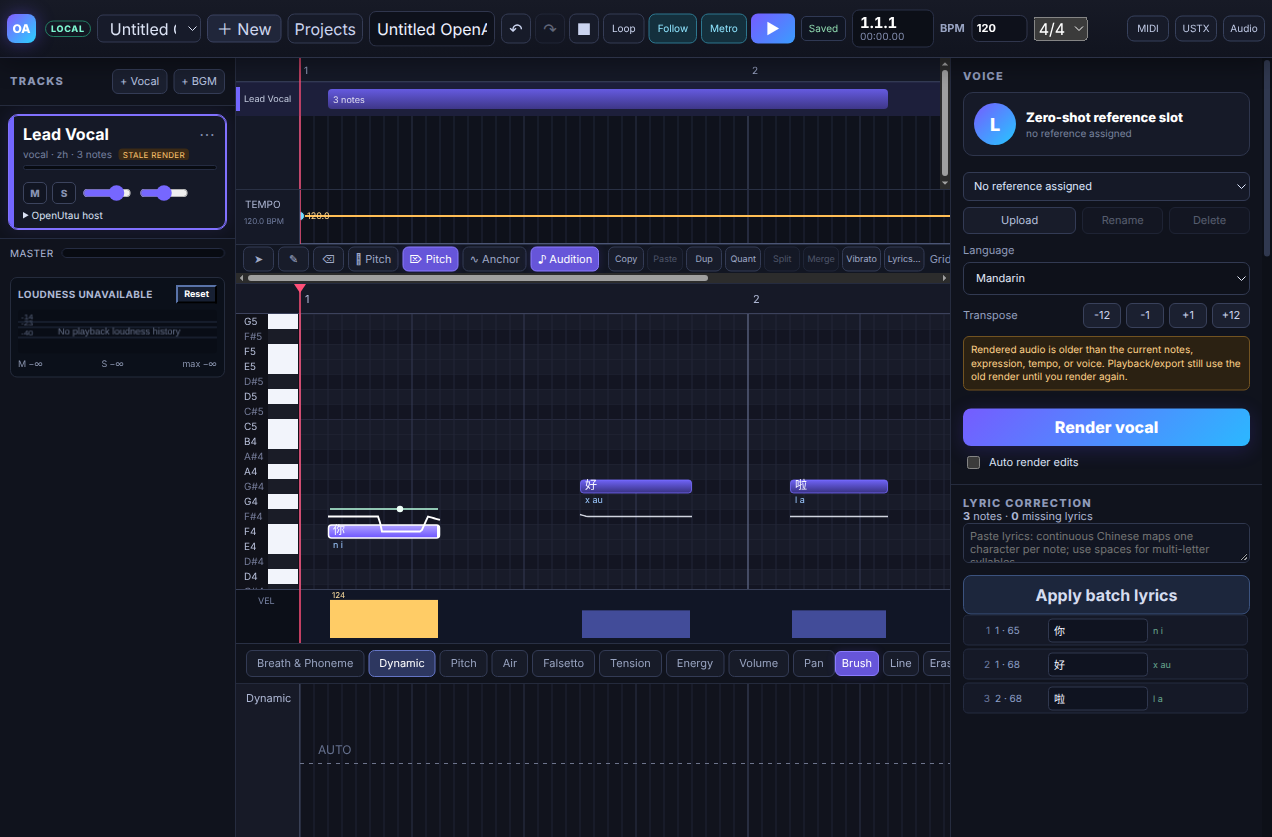 OA LOCAL Untitled ( + New Projects Untitled OpenA Loop Follow Metro Saved 1.1.1 00:00.00 BPM 120 4/4 MIDI USTX Audio
TRACKS + Vocal + BGM
Lead Vocal ...
vocal · zh · 3 notes STALE RENDER
M S
OpenUtau host
MASTER
LOUDNESS UNAVAILABLE Reset
-14
-23
-40
No playback loudness history
M −∞ S −∞ max −∞
1 2
Lead Vocal 3 notes
TEMPO
120.0 BPM
120.0
Pitch Pitch Anchor Audition Copy Paste Dup Quant Split Merge Vibrato Lyrics... Grid
1 2
G5
F#5
F5
E5
D#5
D5
C#5
C5
B4
A#4
A4
G#4
G4
F#4
F4
E4
D#4
D4
好
x au
啦
l a
你
n i
VEL
124
Breath & Phoneme Dynamic Pitch Air Falsetto Tension Energy Volume Pan Brush Line Eras
Dynamic
AUTO
VOICE
L
Zero-shot reference slot
no reference assigned
No reference assigned
Upload Rename Delete
Language
Mandarin
Transpose -12 -1 +1 +12
Rendered audio is older than the current notes,
expression, tempo, or voice. Playback/export still use the
old render until you render again.
Render vocal
Auto render edits
LYRIC CORRECTION
3 notes · 0 missing lyrics
Paste lyrics: continuous Chinese maps one
character per note; use spaces for multi-letter
syllables.
Apply batch lyrics
1 1 · 65 你 n i
2 1 · 68 好 x au
3 2 · 68 啦 l a